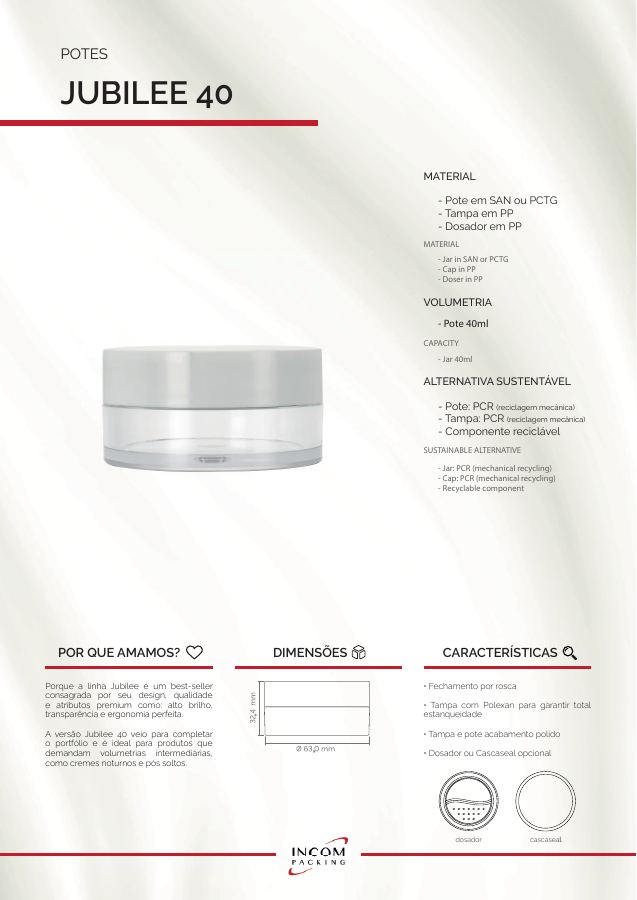 POTES
JUBILEE 40
MATERIAL
- Pote em SAN ou PCTG
- Tampa em PP
- Dosador em PP
MATERIAL
- Jar in SAN or PCTG
- Cap in PP
- Doser in PP
VOLUMETRIA
- Pote 40ml
CAPACITY
- Jar 40ml
ALTERNATIVA SUSTENTÁVEL
- Pote: PCR (reciclagem mecânica)
- Tampa: PCR (reciclagem mecânica)
- Componente reciclável
SUSTAINABLE ALTERNATIVE
- Jar: PCR (mechanical recycling)
- Cap: PCR (mechanical recycling)
- Recyclable component
POR QUE AMAMOS?
Porque a linha Jubilee é um best-seller
consagrada por seu design, qualidade
e atributos premium como: alto brilho,
transparência e ergonomia perfeita.
A versão Jubilee 40 veio para completar
o portfólio e é ideal para produtos que
demandam volumetrias intermediárias,
como cremes noturnos e pós soltos.
DIMENSÕES
32,4 mm
Ø 63,0 mm
CARACTERÍSTICAS
• Fechamento por rosca
• Tampa com Polexan para garantir total
estanqueidade
• Tampa e pote acabamento polido
• Dosador ou Cascaseal opcional
dosador
cascaseal
INCOM
PACKING